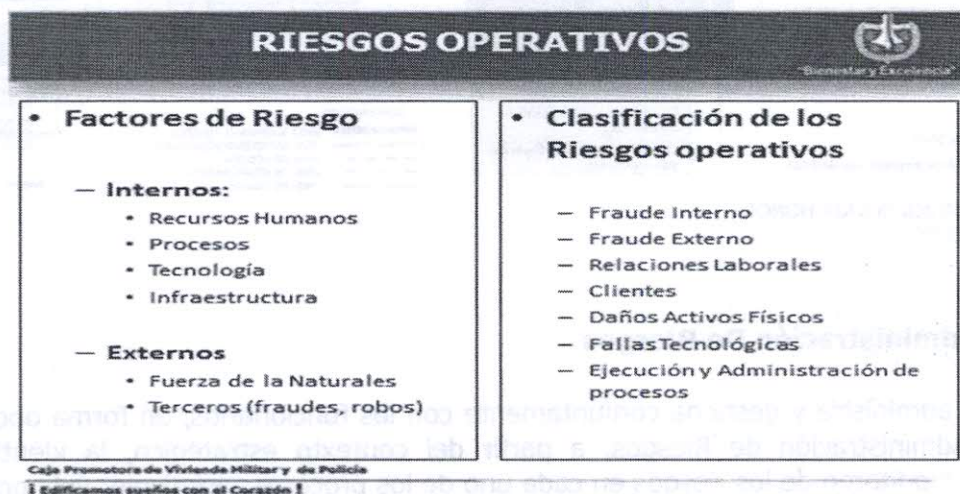 RIESGOS OPERATIVOS
"Bienestar y Excelencia"
• Factores de Riesgo
— Internos:
• Recursos Humanos
• Procesos
• Tecnología
• Infraestructura
— Externos
• Fuerza de la Naturales
• Terceros (fraudes, robos)
• Clasificación de los
Riesgos operativos
— Fraude Interno
— Fraude Externo
— Relaciones Laborales
— Clientes
— Daños Activos Físicos
— Fallas Tecnológicas
— Ejecución y Administración de
procesos
Caja Promotora de Vivienda Militar y de Policía
¡ Edificamos sueños con el Corazón !